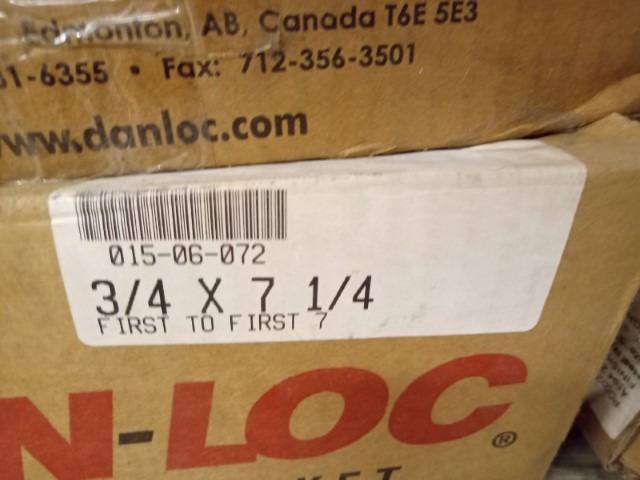 Edmonton, AB, Canada T6E 5E3
81-6355 • Fax: 712-356-3501
www.danloc.com
015-06-072
3/4 X 7 1/4
FIRST TO FIRST 7
N-LOC®